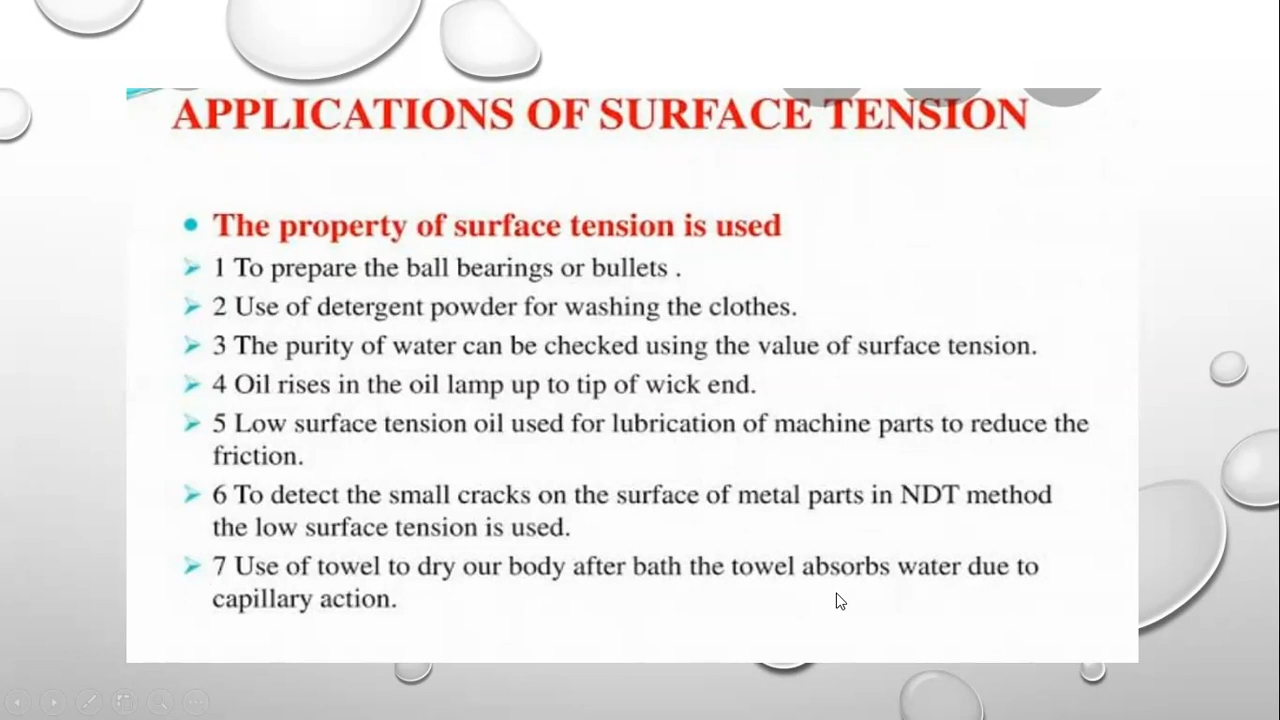 APPLICATIONS OF SURFACE TENSION
The property of surface tension is used
1 To prepare the ball bearings or bullets .
2 Use of detergent powder for washing the clothes.
3 The purity of water can be checked using the value of surface tension.
4 Oil rises in the oil lamp up to tip of wick end.
5 Low surface tension oil used for lubrication of machine parts to reduce the
friction.
6 To detect the small cracks on the surface of metal parts in NDT method
the low surface tension is used.
7 Use of towel to dry our body after bath the towel absorbs water due to
capillary action.